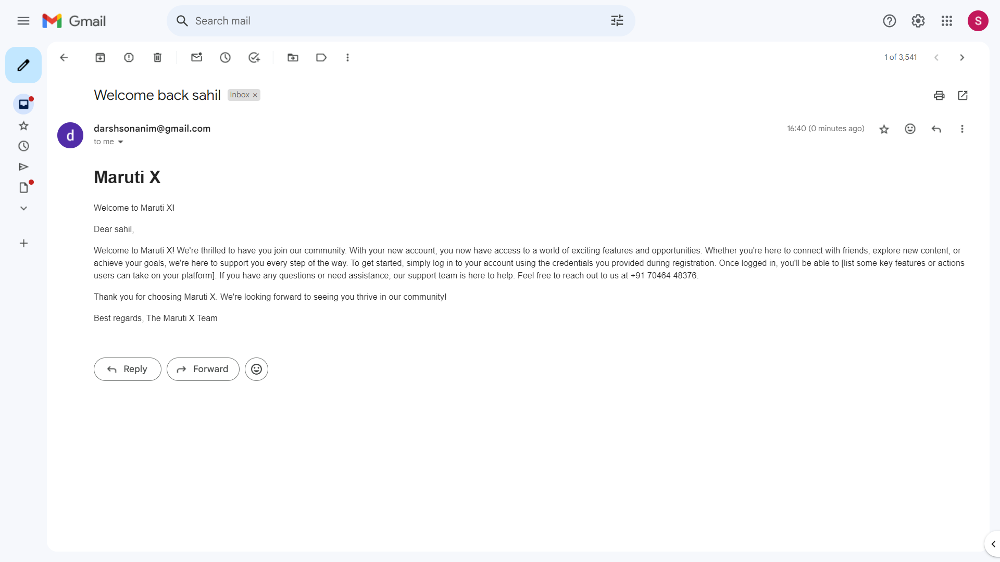 Gmail
Search mail
S
1 of 3,541
Welcome back sahil Inbox ×
d
darshsonanim@gmail.com
16:40 (0 minutes ago)
to me
Maruti X
Welcome to Maruti X!
Dear sahil,
Welcome to Maruti X! We're thrilled to have you join our community. With your new account, you now have access to a world of exciting features and opportunities. Whether you're here to connect with friends, explore new content, or
achieve your goals, we're here to support you every step of the way. To get started, simply log in to your account using the credentials you provided during registration. Once logged in, you'll be able to [list some key features or actions
users can take on your platform]. If you have any questions or need assistance, our support team is here to help. Feel free to reach out to us at +91 70464 48376.
Thank you for choosing Maruti X. We're looking forward to seeing you thrive in our community!
Best regards, The Maruti X Team
Reply
Forward